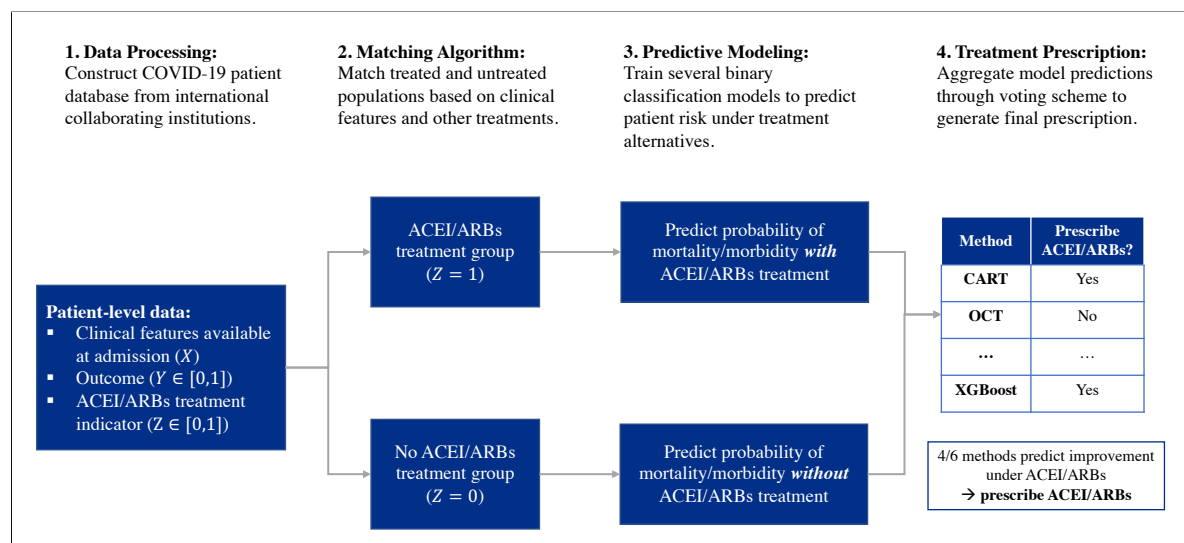 1. Data Processing:
Construct COVID-19 patient
database from international
collaborating institutions.
2. Matching Algorithm:
Match treated and untreated
populations based on clinical
features and other treatments.
3. Predictive Modeling:
Train several binary
classification models to predict
patient risk under treatment
alternatives.
4. Treatment Prescription:
Aggregate model predictions
through voting scheme to
generate final prescription.
Patient-level data:
▪ Clinical features available
at admission (X)
▪ Outcome (Y ∈ [0,1])
▪ ACEI/ARBs treatment
indicator (Z ∈ [0,1])
ACEI/ARBs
treatment group
(Z = 1)
No ACEI/ARBs
treatment group
(Z = 0)
Predict probability of
mortality/morbidity with
ACEI/ARBs treatment
Predict probability of
mortality/morbidity without
ACEI/ARBs treatment
Method Prescribe
ACEI/ARBs?
CART Yes
OCT No
... ...
XGBoost Yes
4/6 methods predict improvement
under ACEI/ARBs
→ prescribe ACEI/ARBs